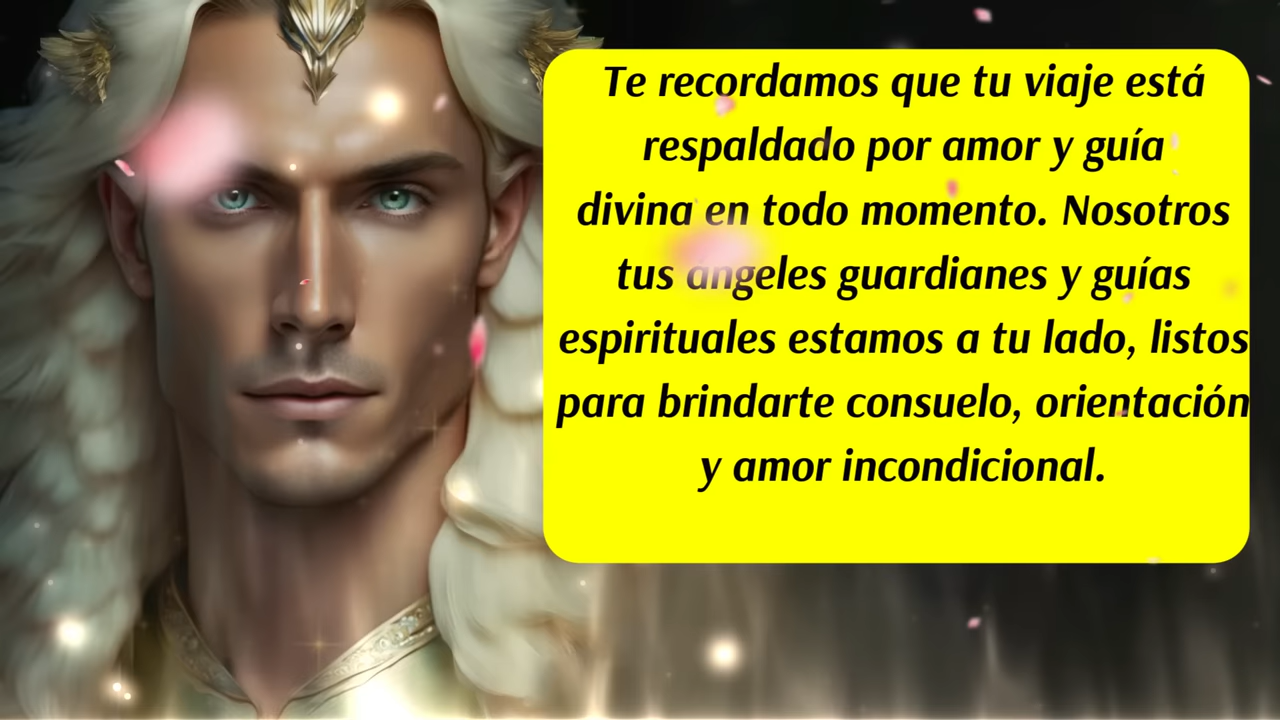 Te recordamos que tu viaje está
respaldado por amor y guía
divina en todo momento. Nosotros
tus ángeles guardianes y guías
espirituales estamos a tu lado, listos
para brindarte consuelo, orientación
y amor incondicional.